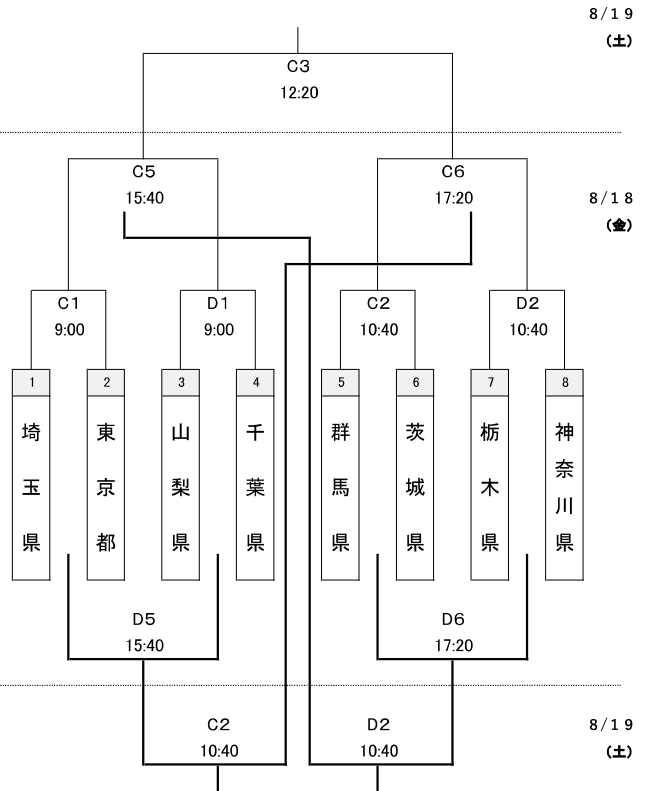 8/19
(土)
C3
12:20
C5
15:40
C6
17:20
8/18
(金)
C1
9:00
D1
9:00
C2
10:40
D2
10:40
1 2 3 4 5 6 7 8
埼玉県
東京都
山梨県
千葉県
群馬県
茨城県
栃木県
神奈川県
D5
15:40
D6
17:20
C2
10:40
D2
10:40
8/19
(土)